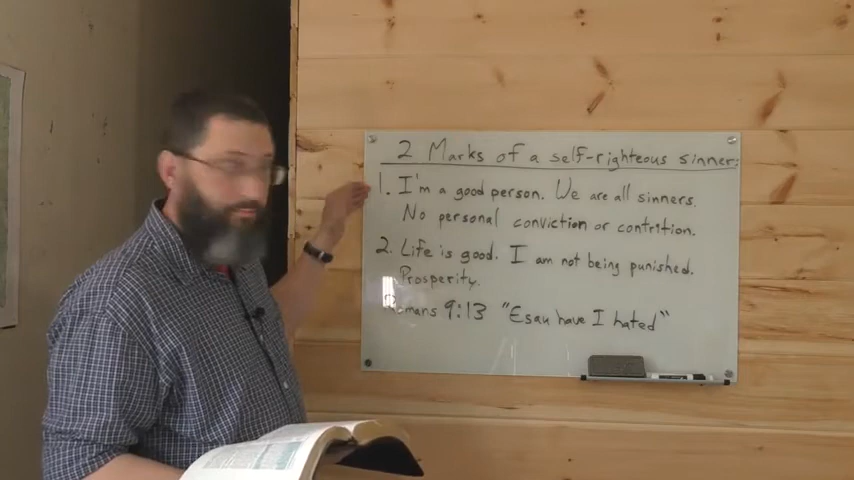 2 Marks of a self-righteous sinner:
1. I'm a good person. We are all sinners.
No personal conviction or contrition.
2. Life is good. I am not being punished.
Prosperity.
Romans 9:13 "Esau have I hated"